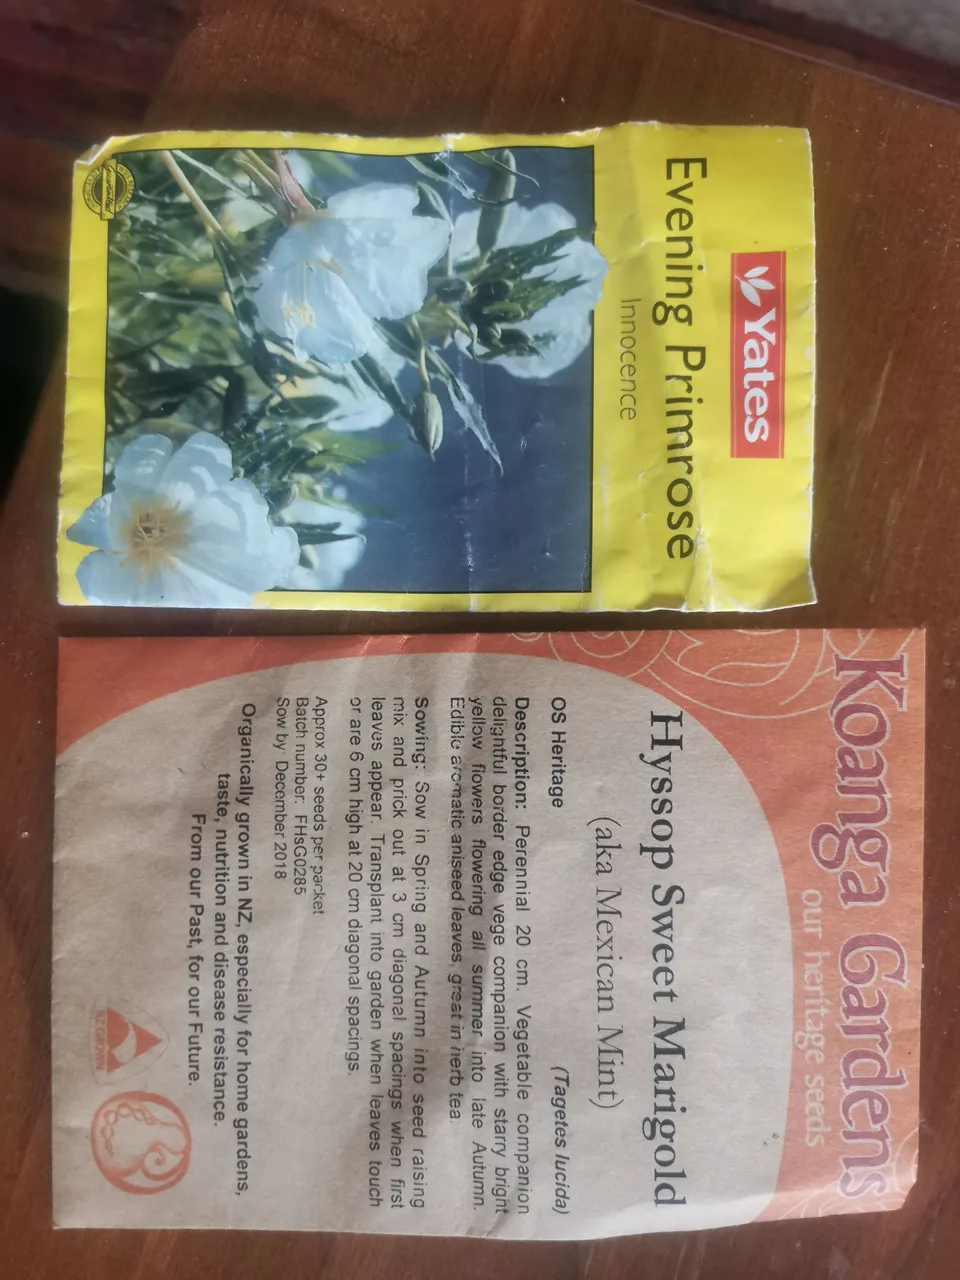 Yates
Evening Primrose
Innocence
Koanga Gardens
our heritage seeds
Hyssop Sweet Marigold
(aka Mexican Mint)
OS Heritage (Tagetes lucida)
Description: Perennial 20 cm. Vegetable companion
delightful border edge vege companion with starry bright
yellow flowers flowering all summer into late Autumn.
Edible aromatic aniseed leaves, great in herb tea.
Sowing: Sow in Spring and Autumn into seed raising
mix and prick out at 3 cm diagonal spacings when first
leaves appear. Transplant into garden when leaves touch
or are 6 cm high at 20 cm diagonal spacings.
Approx 30+ seeds per packet
Batch number: FHsG0285
Sow by: December 2018
Organically grown in NZ, especially for home gardens,
taste, nutrition and disease resistance.
From our Past, for our Future.
NZ GROWN